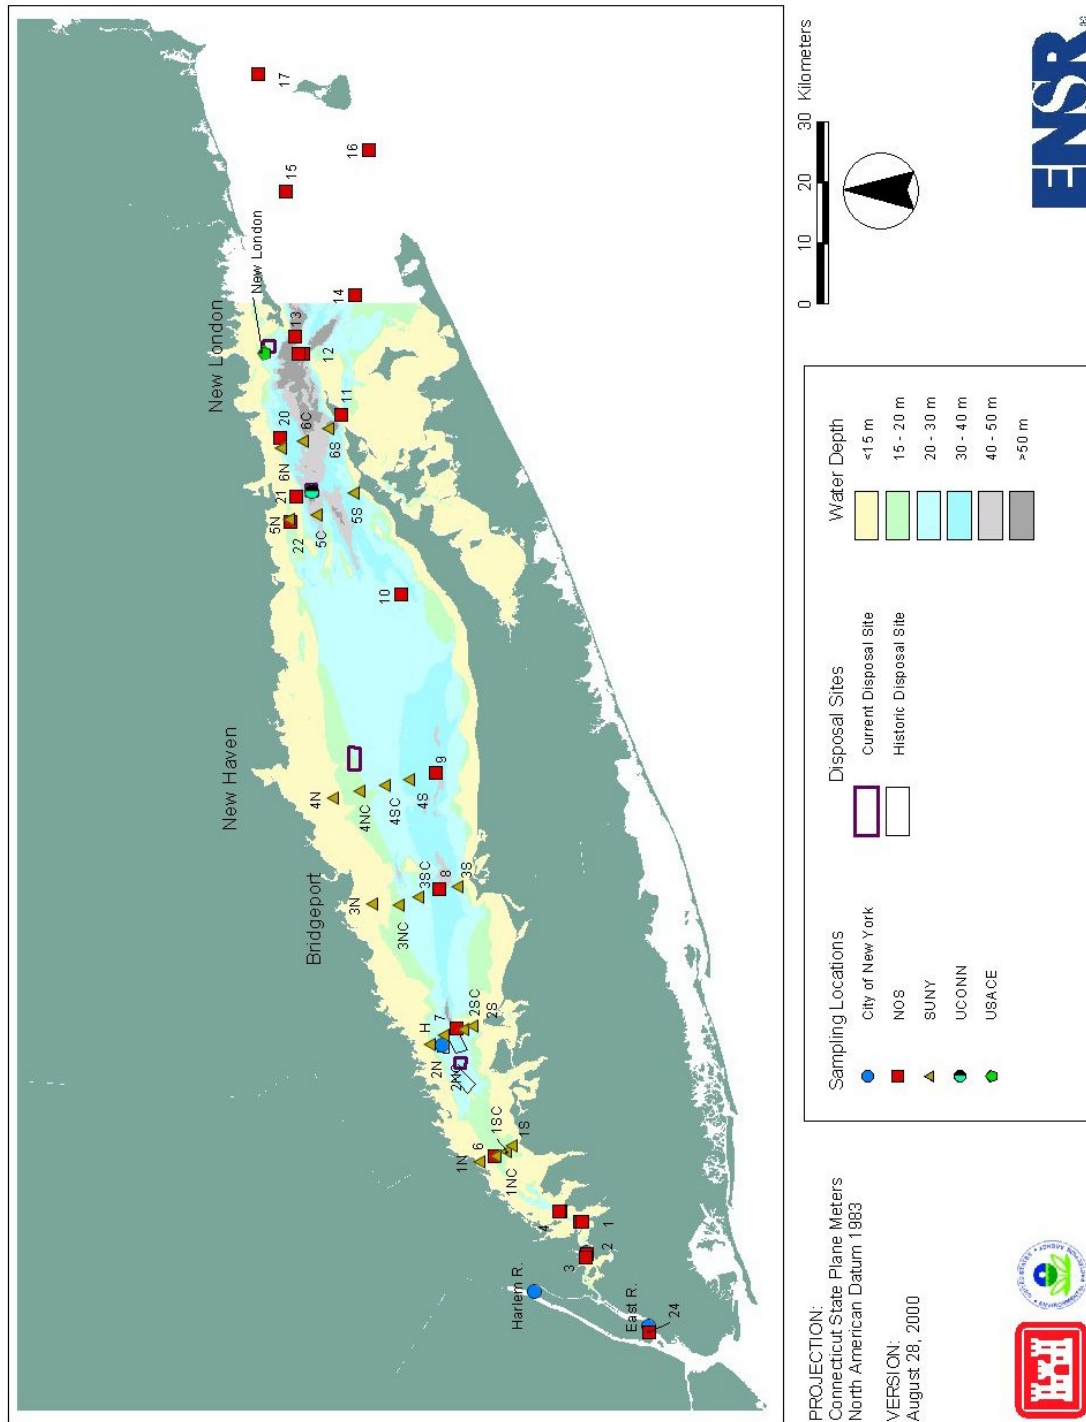 New London
New London
New Haven
Bridgeport
17
16
15
14
13
12
11
20
6C
6N
6S
21
5N
22
5C
5S
10
4N
4NC
4SC
4S
9
3N
3NC
3SC
8
3S
H
7
2N
2SC
2S
1N
6
1NC
1SC
1S
4
1
2
3
Harlem R.
East R.
24
PROJECTION:
Connecticut State Plane Meters
North American Datum 1983
VERSION:
August 28, 2000
Sampling Locations
City of New York
NOS
SUNY
UCONN
USACE
Disposal Sites
Current Disposal Site
Historic Disposal Site
Water Depth
<15 m
15 - 20 m
20 - 30 m
30 - 40 m
40 - 50 m
>50 m
0 10 20 30 Kilometers
ENSR